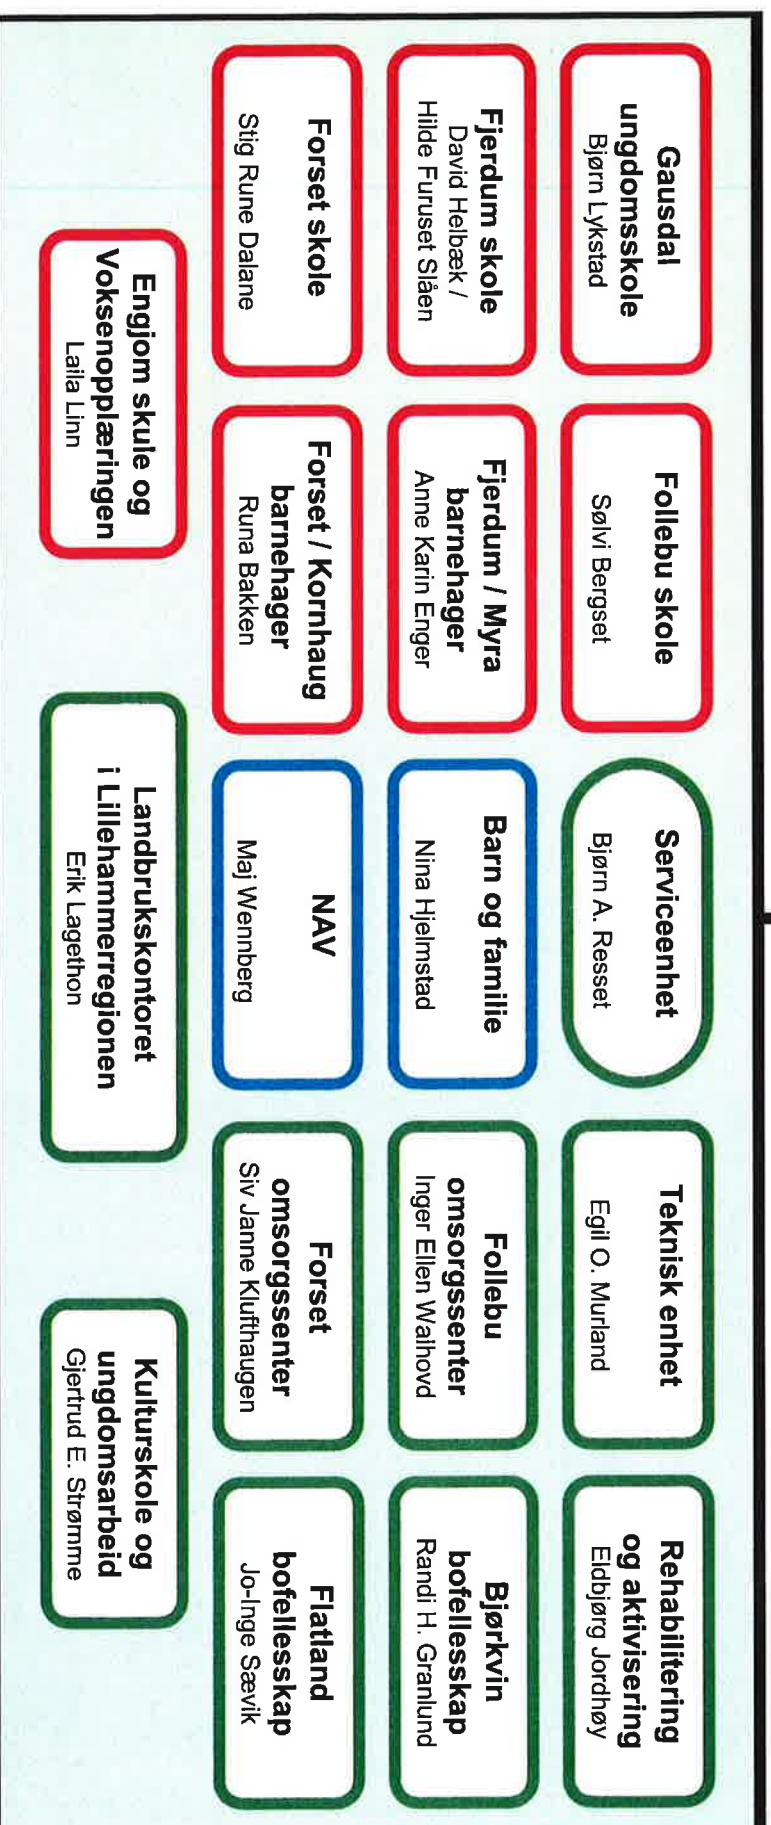 Gausdal
ungdomsskole
Bjørn Lykstad
Follebu skole
Sølvi Bergset
Serviceenhet
Bjørn A. Resset
Teknisk enhet
Egil O. Murland
Rehabilitering
og aktivisering
Eldbjørg Jordhøy
Fjerdum skole
David Helbæk /
Hilde Furuset Slåen
Fjerdum / Myra
barnehager
Anne Karin Enger
Barn og familie
Nina Hjelmstad
Follebu
omsorgssenter
Inger Ellen Walhovd
Bjørkvin
bofellesskap
Randi H. Granlund
Forset skole
Stig Rune Dalane
Forset / Kornhaug
barnehager
Runa Bakken
NAV
Maj Wennberg
Forset
omsorgssenter
Siv Janne Klufthaugen
Flatland
bofellesskap
Jo-Inge Sævik
Engjom skule og
Voksenopplæringen
Laila Linn
Landbrukskontoret
i Lillehammerregionen
Erik Lagethon
Kulturskole og
ungdomsarbeid
Gjertrud E. Strømme